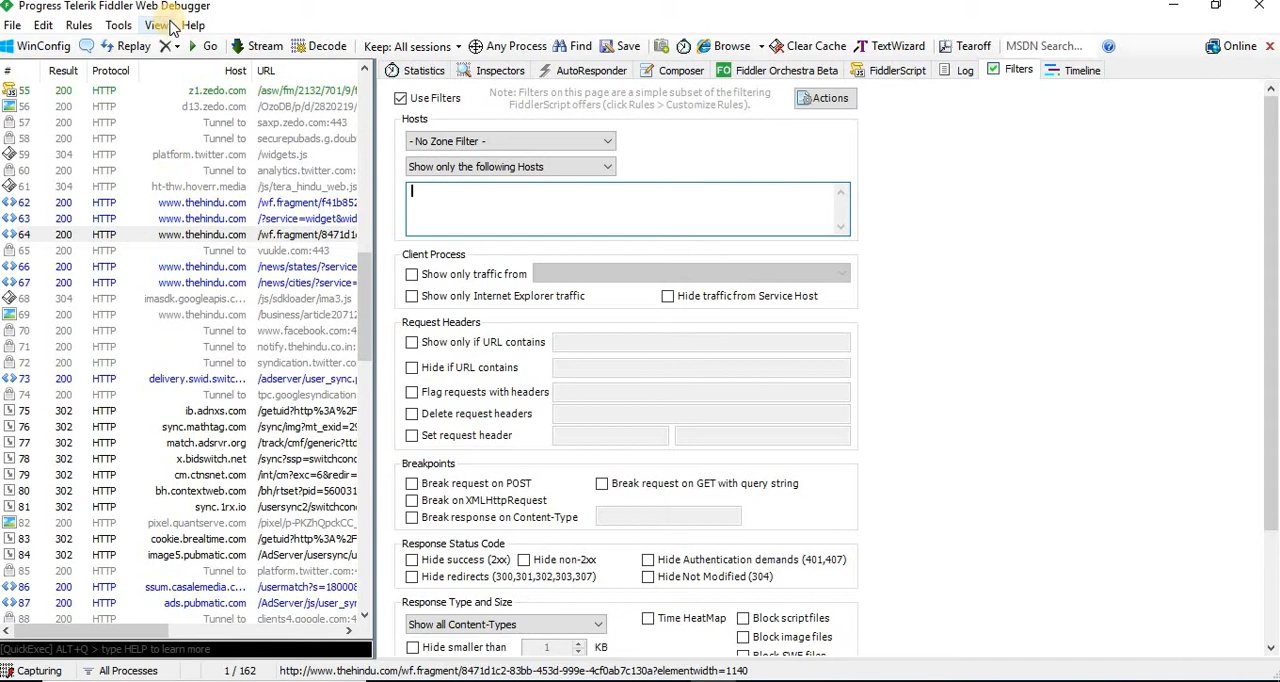 Progress Telerik Fiddler Web Debugger
File Edit Rules Tools View Help
WinConfig Replay Go Stream Decode Keep: All sessions Any Process Find Save Browse Clear Cache TextWizard Tearoff MSDN Search... Online
# Result Protocol Host URL
55 200 HTTP z1.zedo.com /asw/fm/2132/701/9/
56 200 HTTP d13.zedo.com /OzoDB/p/d/2820219/
57 200 HTTP Tunnel to saxp.zedo.com:443
58 200 HTTP Tunnel to securepubads.g.doub
59 304 HTTP platform.twitter.com /widgets.js
60 200 HTTP Tunnel to analytics.twitter.com:
61 304 HTTP ht-thw.hoverr.media /js/tera_hindu_web.js
62 200 HTTP www.thehindu.com /wf.fragment/f41b852
63 200 HTTP www.thehindu.com /?service=widget&wid
64 200 HTTP www.thehindu.com /wf.fragment/8471d1
65 200 HTTP Tunnel to vuukle.com:443
66 200 HTTP www.thehindu.com /news/states/?service
67 200 HTTP www.thehindu.com /news/cities/?service=
68 304 HTTP imasdk.googleapis.c... /js/sdkloader/ima3.js
69 200 HTTP www.thehindu.com /business/article20712
70 200 HTTP Tunnel to www.facebook.com:4
71 200 HTTP Tunnel to notify.thehindu.co.in:
72 200 HTTP Tunnel to syndication.twitter.co
73 200 HTTP delivery.swid.switc... /adserver/user_sync.
74 200 HTTP Tunnel to tpc.googlesyndication
75 302 HTTP ib.adnxs.com /getuid?http%3A%2F
76 302 HTTP sync.mathtag.com /sync/img?mt_exid=29
77 302 HTTP match.adsrvr.org /track/cmf/generic?ttd
78 302 HTTP x.bidswitch.net /sync?ssp=switchconc
79 302 HTTP cm.ctnsnet.com /int/cm?exc=6&redir=
80 302 HTTP bh.contextweb.com /bh/rtset?pid=560031
81 302 HTTP sync.1rx.io /usersync2/switchconc
82 200 HTTP pixel.quantserve.com /pixel/p-PKZhQpckCC_
83 302 HTTP cookie.brealtime.com /getuid?http%3A%2F
84 302 HTTP image5.pubmatic.com /AdServer/usersync/u
85 200 HTTP Tunnel to platform.twitter.com:
86 200 HTTP ssum.casalemedia.c... /usermatch?s=180008
87 200 HTTP ads.pubmatic.com /AdServer/js/user_sy
88 200 HTTP Tunnel to clients4.google.com:4
[QuickExec] ALT+Q > type HELP to learn more
Statistics Inspectors AutoResponder Composer FO Fiddler Orchestra Beta FiddlerScript Log Filters Timeline
Use Filters
Note: Filters on this page are a simple subset of the filtering
FiddlerScript offers (click Rules > Customize Rules).
Actions
Hosts
- No Zone Filter -
Show only the following Hosts
Client Process
Show only traffic from
Show only Internet Explorer traffic Hide traffic from Service Host
Request Headers
Show only if URL contains
Hide if URL contains
Flag requests with headers
Delete request headers
Set request header
Breakpoints
Break request on POST Break request on GET with query string
Break on XMLHttpRequest
Break response on Content-Type
Response Status Code
Hide success (2xx) Hide non-2xx Hide Authentication demands (401,407)
Hide redirects (300,301,302,303,307) Hide Not Modified (304)
Response Type and Size
Show all Content-Types Time HeatMap Block scriptfiles
Block image files
Hide smaller than 1 KB Block SWF files
Capturing All Processes 1 / 162 http://www.thehindu.com/wf.fragment/8471d1c2-83bb-453d-999e-4cf0ab7c130a?elementwidth=1140